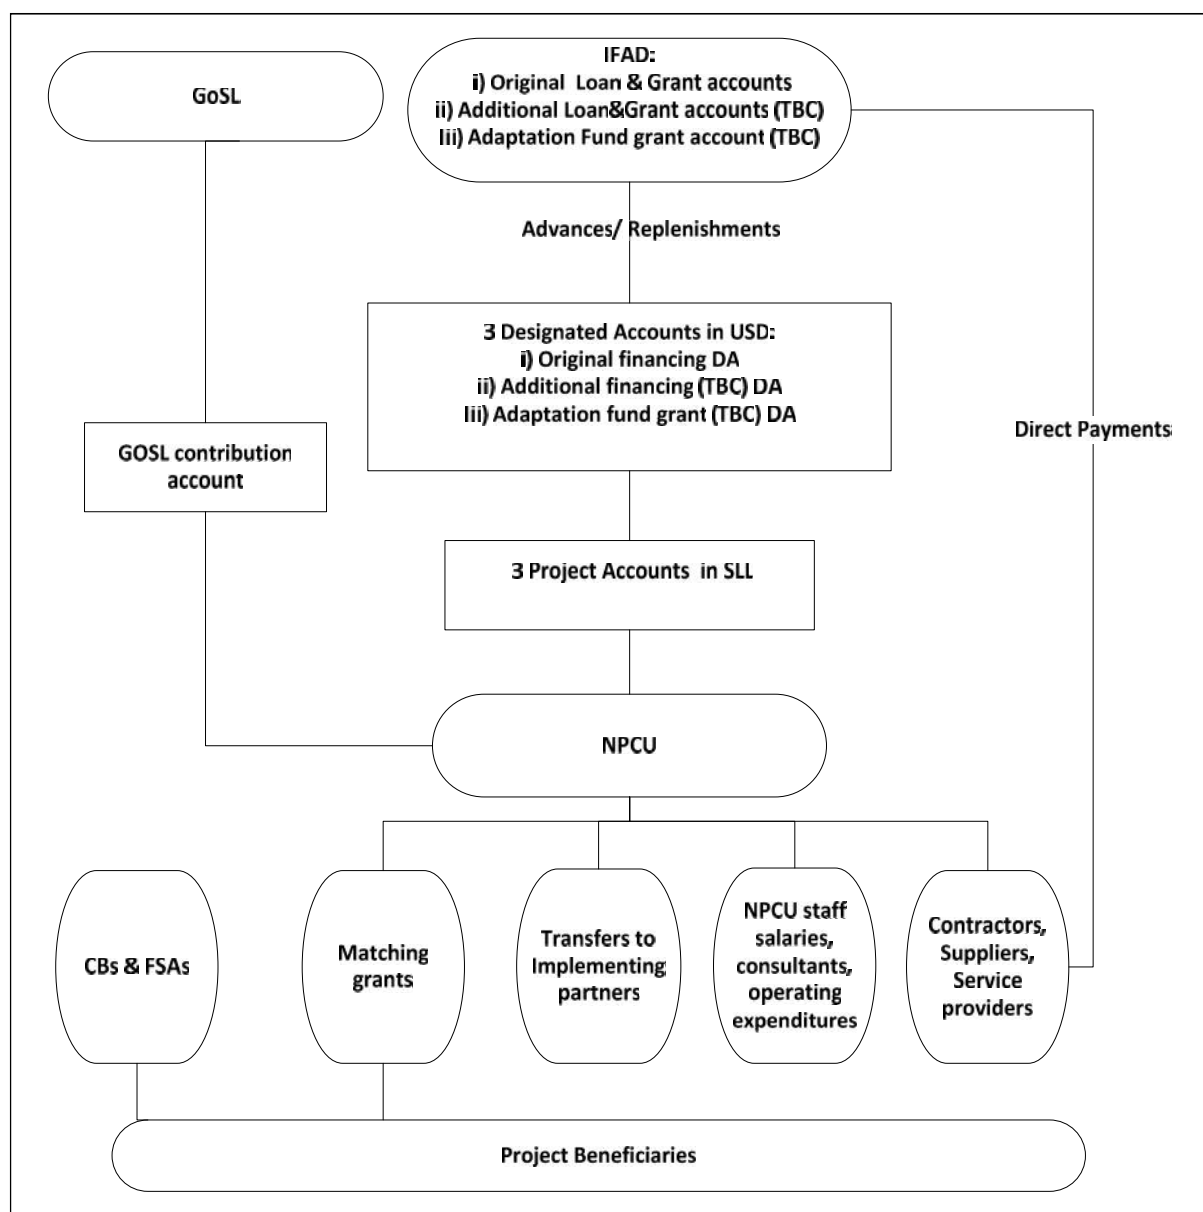 GoSL
IFAD:
i) Original Loan & Grant accounts
ii) Additional Loan&Grant accounts (TBC)
Iii) Adaptation Fund grant account (TBC)
Advances/ Replenishments
3 Designated Accounts in USD:
i) Original financing DA
ii) Additional financing (TBC) DA
Iii) Adaptation fund grant (TBC) DA
Direct Payments
GOSL contribution
account
3 Project Accounts in SLL
NPCU
CBs & FSAs
Matching
grants
Transfers to
Implementing
partners
NPCU staff
salaries,
consultants,
operating
expenditures
Contractors,
Suppliers,
Service
providers
Project Beneficiaries